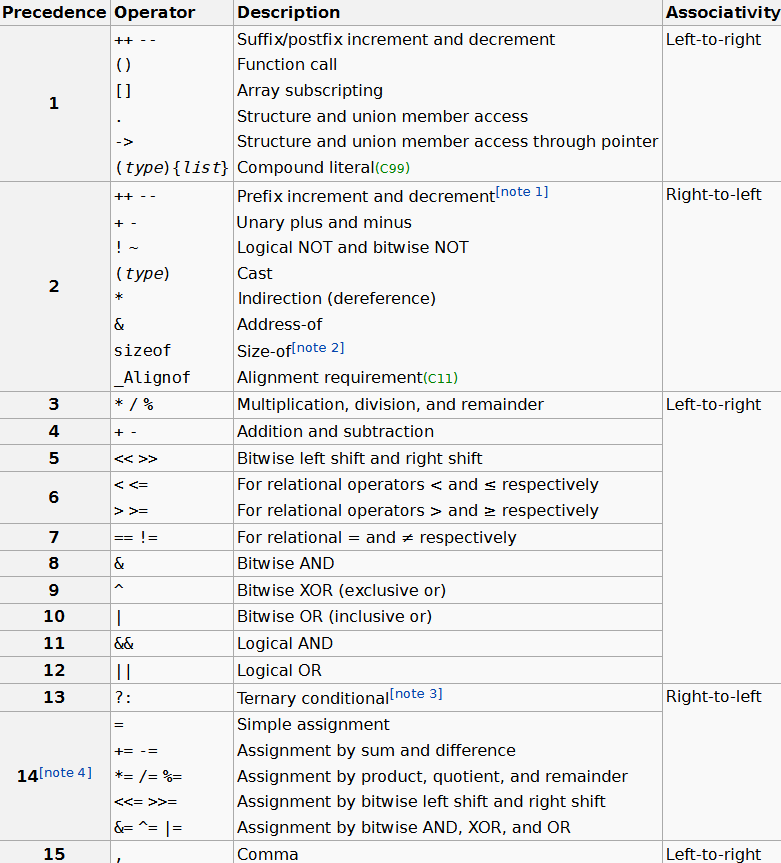 Precedence Operator Description Associativity
1
++ -- Suffix/postfix increment and decrement Left-to-right
() Function call
[] Array subscripting
. Structure and union member access
-> Structure and union member access through pointer
(type){list} Compound literal(C99)
2
++ -- Prefix increment and decrement[note 1] Right-to-left
+ - Unary plus and minus
! ~ Logical NOT and bitwise NOT
(type) Cast
* Indirection (dereference)
& Address-of
sizeof Size-of[note 2]
_Alignof Alignment requirement(C11)
3 * / % Multiplication, division, and remainder Left-to-right
4 + - Addition and subtraction
5 << >> Bitwise left shift and right shift
6
< <= For relational operators < and ≤ respectively
> >= For relational operators > and ≥ respectively
7 == != For relational = and ≠ respectively
8 & Bitwise AND
9 ^ Bitwise XOR (exclusive or)
10 | Bitwise OR (inclusive or)
11 && Logical AND
12 || Logical OR
13 ?: Ternary conditional[note 3] Right-to-left
14[note 4]
= Simple assignment
+= -= Assignment by sum and difference
*= /= %= Assignment by product, quotient, and remainder
<<= >>= Assignment by bitwise left shift and right shift
&= ^= |= Assignment by bitwise AND, XOR, and OR
15 , Comma Left-to-right